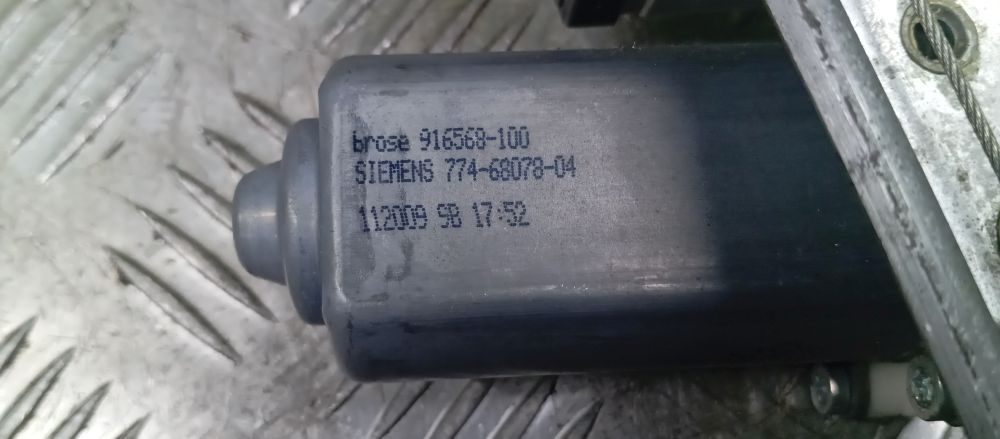 brose 916568-100
SIEMENS 774-68078-04
112009 SB 17:52